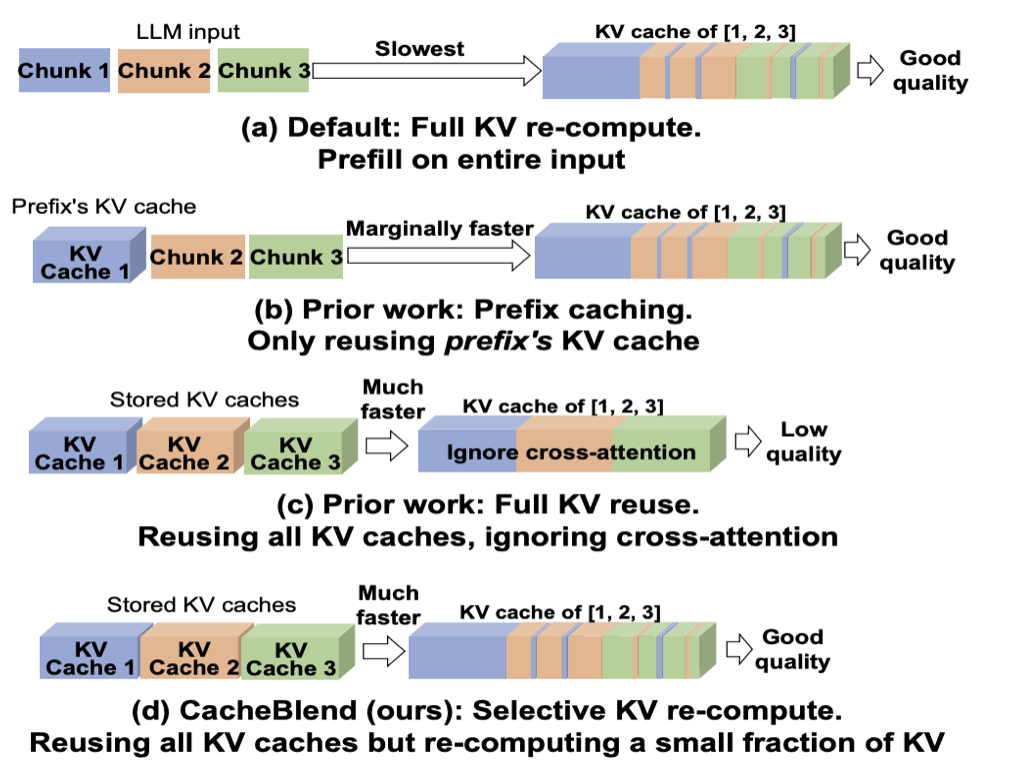 LLM input
Chunk 1 Chunk 2 Chunk 3
Slowest
KV cache of [1, 2, 3]
Good
quality
(a) Default: Full KV re-compute.
Prefill on entire input
Prefix's KV cache
KV
Cache 1
Chunk 2 Chunk 3
Marginally faster
KV cache of [1, 2, 3]
Good
quality
(b) Prior work: Prefix caching.
Only reusing prefix's KV cache
Stored KV caches
KV
Cache 1
KV
Cache 2
KV
Cache 3
Much
faster
KV cache of [1, 2, 3]
Ignore cross-attention
Low
quality
(c) Prior work: Full KV reuse.
Reusing all KV caches, ignoring cross-attention
Stored KV caches
KV
Cache 1
KV
Cache 2
KV
Cache 3
Much
faster
KV cache of [1, 2, 3]
Good
quality
(d) CacheBlend (ours): Selective KV re-compute.
Reusing all KV caches but re-computing a small fraction of KV